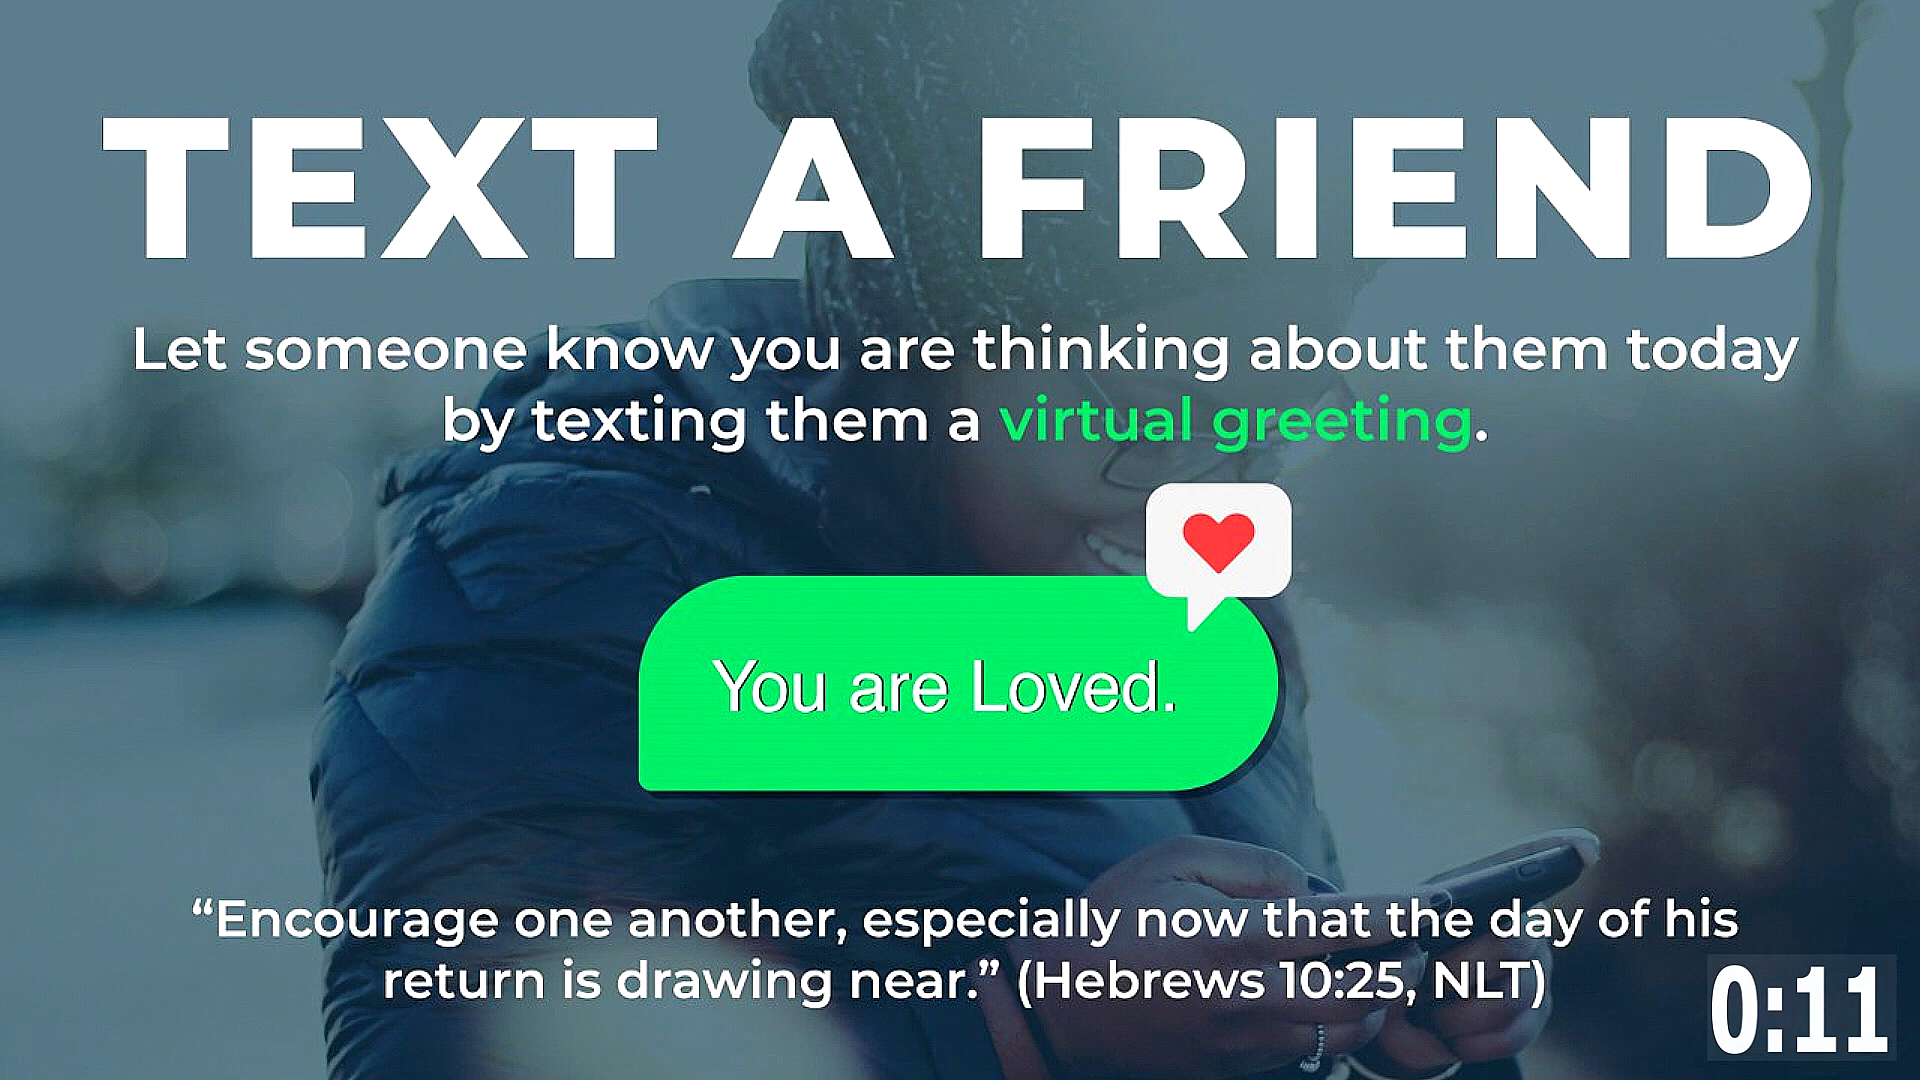 TEXT A FRIEND
Let someone know you are thinking about them today
by texting them a virtual greeting.
You are Loved.
“Encourage one another, especially now that the day of his
return is drawing near.” (Hebrews 10:25, NLT)
0:11